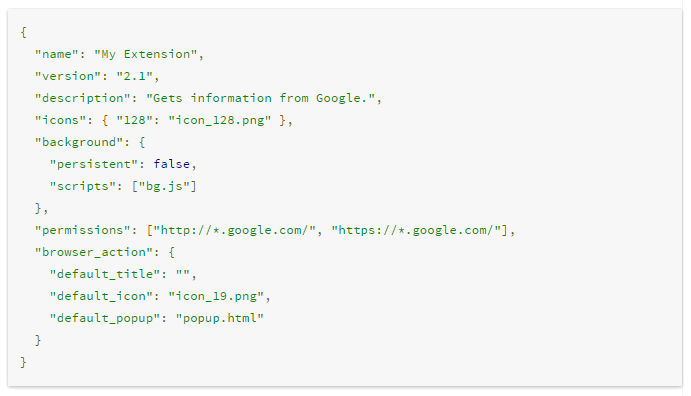 {
  "name": "My Extension",
  "version": "2.1",
  "description": "Gets information from Google.",
  "icons": { "128": "icon_128.png" },
  "background": {
    "persistent": false,
    "scripts": ["bg.js"]
  },
  "permissions": ["http://*.google.com/", "https://*.google.com/"],
  "browser_action": {
    "default_title": "",
    "default_icon": "icon_19.png",
    "default_popup": "popup.html"
  }
}